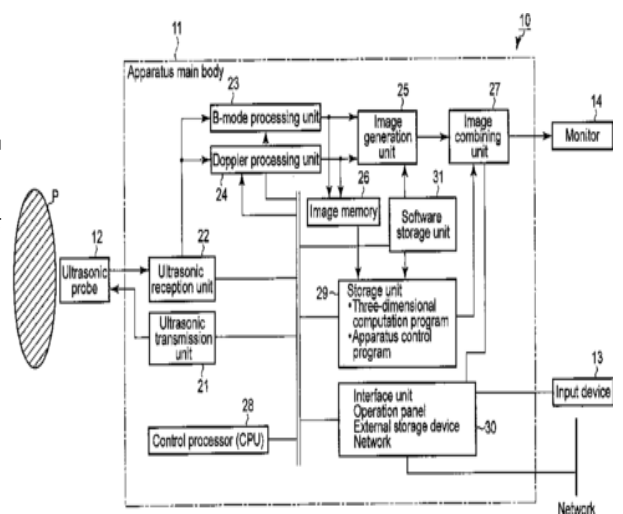 10
11
Apparatus main body
23
B-mode processing unit
25
Image
generation
unit
27
Image
combining
unit
14
Monitor
Doppler processing unit
24
26
Image memory
31
Software
storage unit
P
12
Ultrasonic
probe
22
Ultrasonic
reception unit
Ultrasonic
transmission
unit
21
29
Storage unit
•Three-dimensional
computation program
•Apparatus control
program
13
Input device
Interface unit
Operation panel
External storage device
Network
30
28
Control processor (CPU)
Network